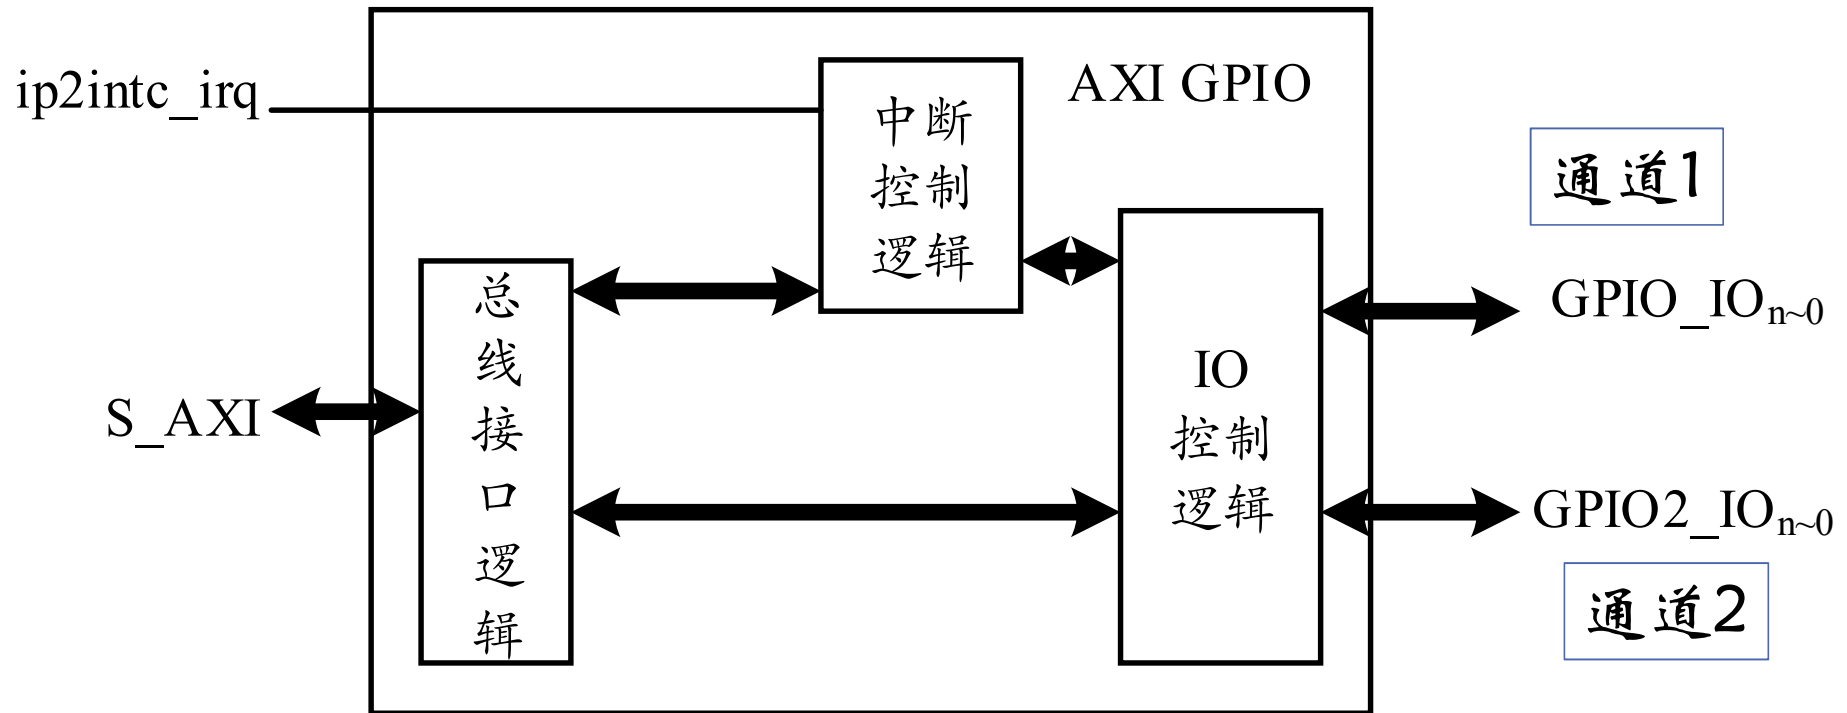 ip2intc_irq
AXI GPIO
中
断
控制
逻辑
通道1
总
线
接
口
逻
辑
IO
控制
逻辑
GPIO_IOn~0
S_AXI
GPIO2_IOn~0
通道2